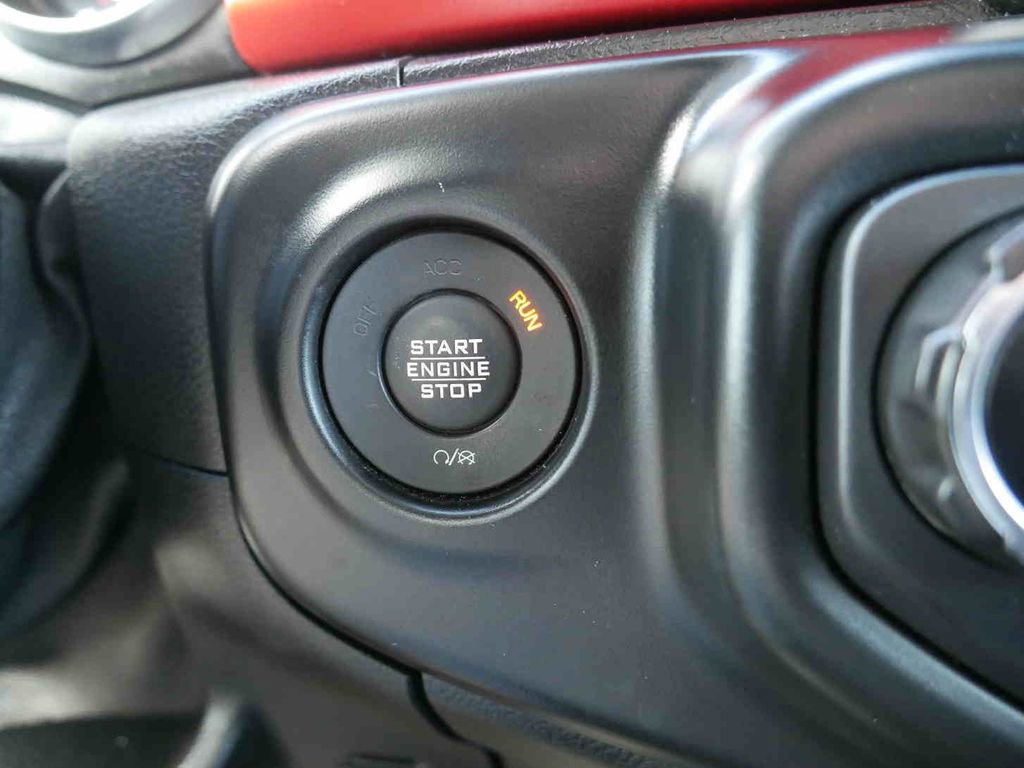 ACC
OFF
RUN
START
ENGINE
STOP